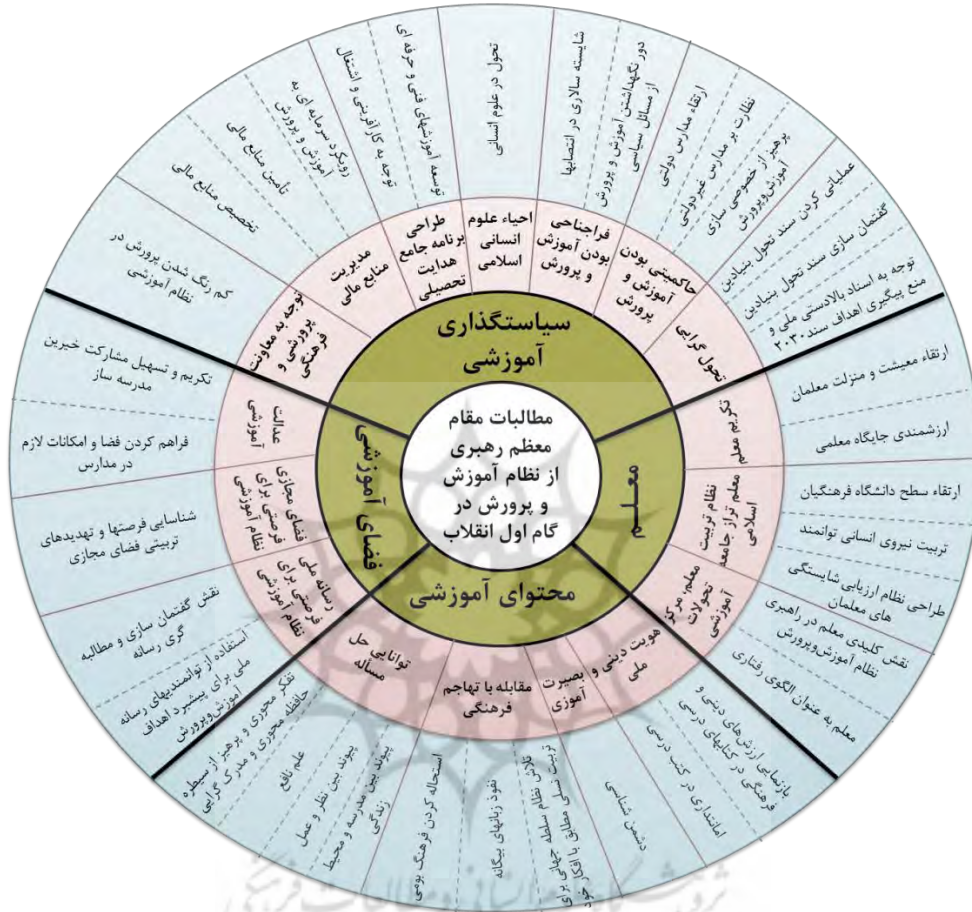 مطالبات مقام
معظم رهبری
از نظام آموزش
و پرورش در
گام اول انقلاب
سیاستگذاری
آموزشی
معلم
محتوای آموزشی
فضای آموزشی
توجه به معاونت
پرورشی و
فرهنگی
مدیریت
منابع مالی
طراحی
برنامه جامع
هدایت
تحصیلی
احیاء علوم
انسانی
اسلامی
فراجناحی
بودن آموزش
و پرورش
حاکمیتی بودن
آموزش و
پرورش
تحول گرایی
تکریم معلم
نظام تربیت
معلم تراز جامعه
اسلامی
معلم، مرکز
تحولات
آموزشی
هویت دینی و
ملی
بصیرت
آموزی
مقابله با تهاجم
فرهنگی
توانایی حل
مسأله
رسانه ملی
فرصتی برای
نظام آموزشی
فضای مجازی
فرصتی برای
نظام آموزشی
عدالت
آموزشی
کم رنگ شدن پرورش در
نظام آموزشی
تخصیص منابع مالی
تأمین منابع مالی
رویکرد سرمایه ای به
آموزش و پرورش
توجه به کارآفرینی و اشتغال
توسعه آموزشهای فنی و حرفه ای
تحول در علوم انسانی
شایسته سالاری در انتصابها
دور نگهداشتن آموزش و پرورش
از مسائل سیاسی
ارتقاء مدارس دولتی
نظارت بر مدارس غیردولتی
پرهیز از خصوصی سازی
آموزش‌وپرورش
عملیاتی کردن سند تحول بنیادین
گفتمان سازی سند تحول بنیادین
توجه به اسناد بالادستی ملی و
منع پیگیری اهداف سند ۲۰۳۰
ارتقاء معیشت و منزلت معلمان
ارزشمندی جایگاه معلمی
ارتقاء سطح دانشگاه فرهنگیان
تربیت نیروی انسانی توانمند
طراحی نظام ارزیابی شایستگی
های معلمان
نقش کلیدی معلم در راهبری
نظام آموزش‌وپرورش
معلم به عنوان الگوی رفتاری
بازنمایی ارزش‌های دینی و
فرهنگی در کتابهای درسی
امانتداری در کتب درسی
دشمن شناسی
تلاش نظام سلطه جهانی برای
تربیت نسلی مطابق با افکار خود
نفوذ زبانهای بیگانه
استحاله کردن فرهنگ بومی
پیوند بین مدرسه و محیط
زندگی
پیوند بین نظر و عمل
علم نافع
تفکر محوری و پرهیز از سیطره
حافظه محوری و مدرک گرایی
استفاده از توانمندیهای رسانه
ملی برای پیشبرد اهداف
آموزش‌وپرورش
نقش گفتمان سازی و مطالبه
گری رسانه
شناسایی فرصتها و تهدیدهای
تربیتی فضای مجازی
فراهم کردن فضا و امکانات لازم
در مدارس
تکریم و تسهیل مشارکت خیرین
مدرسه ساز
پژوهشگاه علوم انسانی و مطالعات فرهنگی